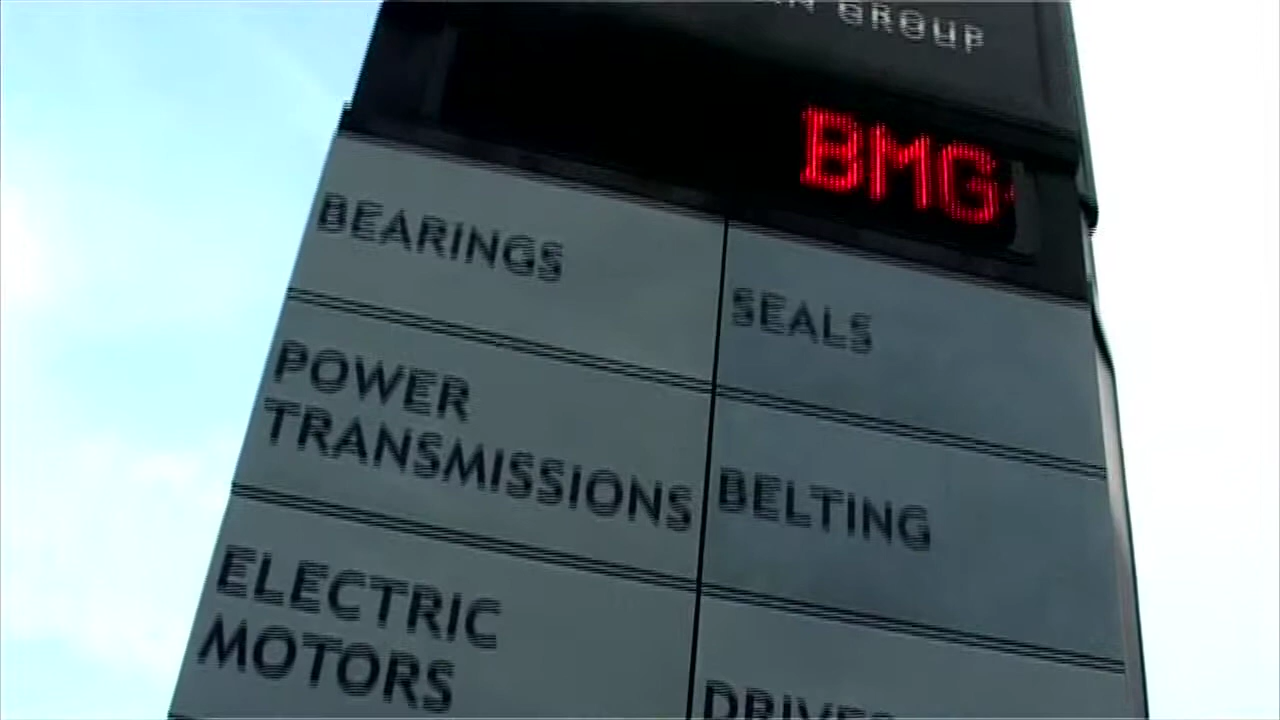 GROUP
BMG
BEARINGS
SEALS
POWER
TRANSMISSIONS
BELTING
ELECTRIC
MOTORS